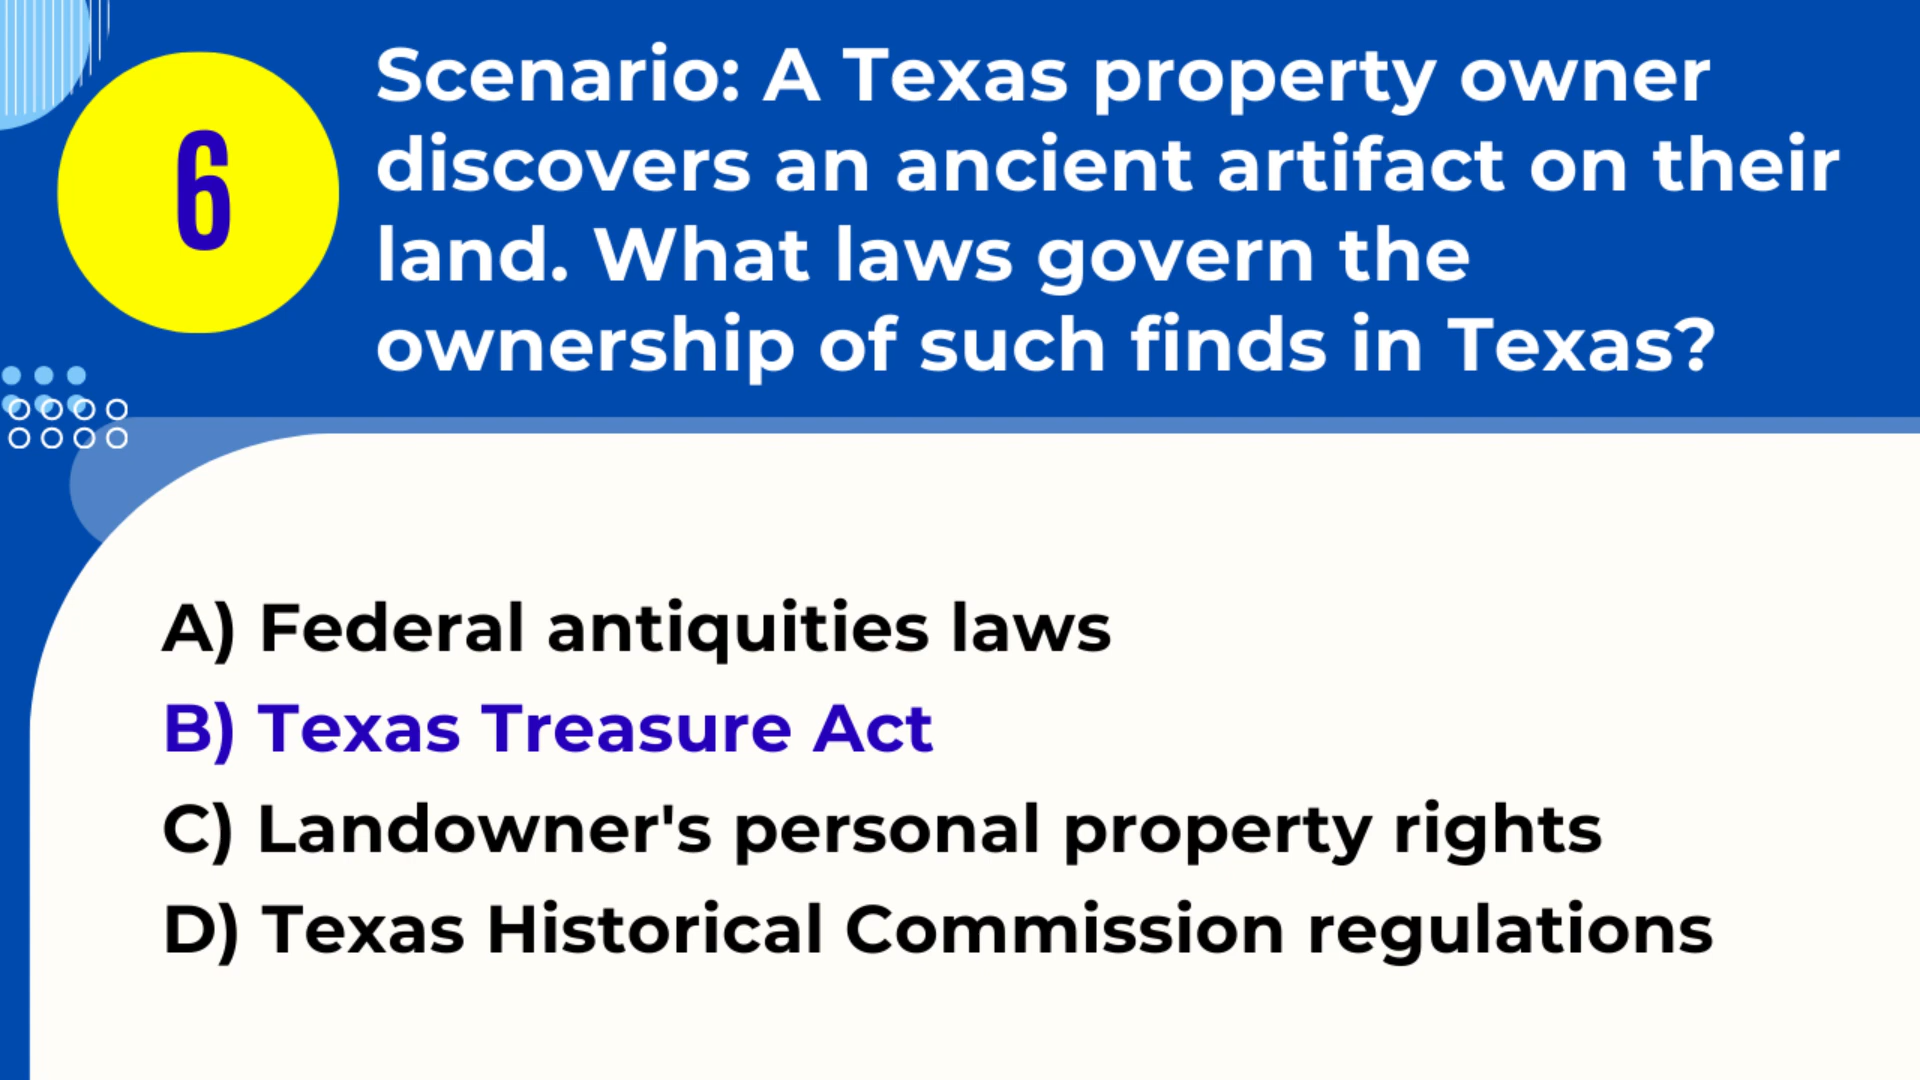 6
Scenario: A Texas property owner
discovers an ancient artifact on their
land. What laws govern the
ownership of such finds in Texas?
A) Federal antiquities laws
B) Texas Treasure Act
C) Landowner's personal property rights
D) Texas Historical Commission regulations